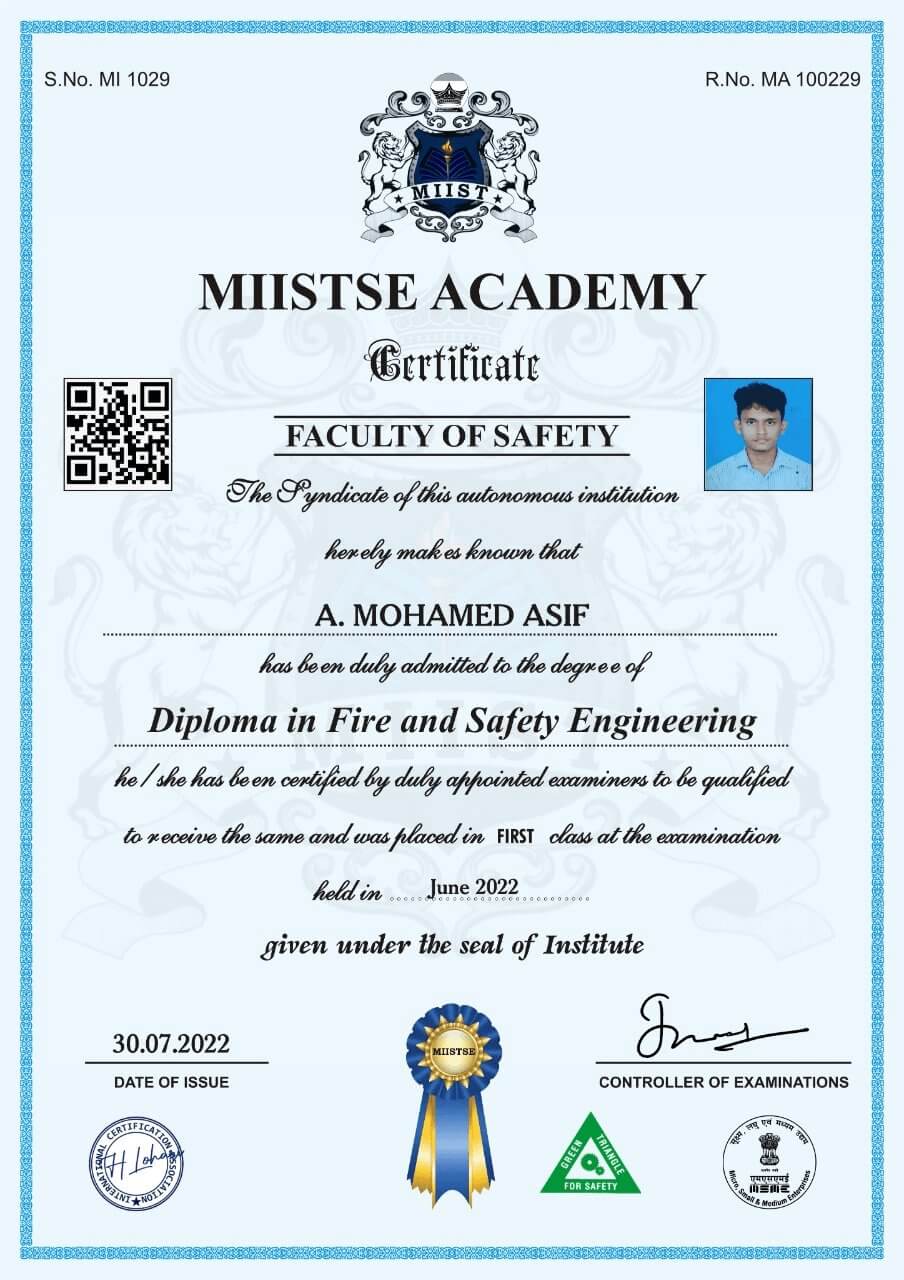 S.No. MI 1029
R.No. MA 100229
MIIST
MIISTSE ACADEMY
Certificate
FACULTY OF SAFETY
The Syndicate of this autonomous institution
herely makes known that
A. MOHAMED ASIF
has been duly admitted to the degree of
Diploma in Fire and Safety Engineering
he / she has been certified by duly appointed examiners to be qualified
to receive the same and was placed in FIRST class at the examination
held in June 2022
given under the seal of Institute
30.07.2022
DATE OF ISSUE
MIISTSE
CONTROLLER OF EXAMINATIONS
INTERNATIONAL CERTIFICATION ASSOCIATION
GREEN TRIANGLE
FOR SAFETY
सूक्ष्म, लघु एवं मध्यम उद्यम
एमएसएमई
MSME
Micro, Small & Medium Enterprises